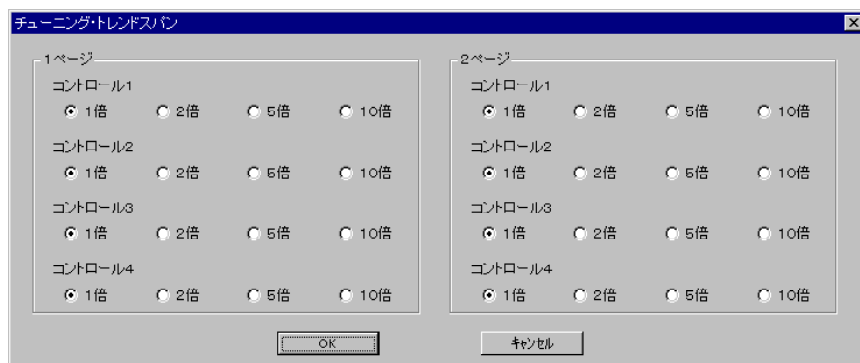 チューニング・トレンドスパン
1ページ
コントロール1
1倍 2倍 5倍 10倍
コントロール2
1倍 2倍 5倍 10倍
コントロール3
1倍 2倍 5倍 10倍
コントロール4
1倍 2倍 5倍 10倍
2ページ
コントロール1
1倍 2倍 5倍 10倍
コントロール2
1倍 2倍 5倍 10倍
コントロール3
1倍 2倍 5倍 10倍
コントロール4
1倍 2倍 5倍 10倍
OK キャンセル